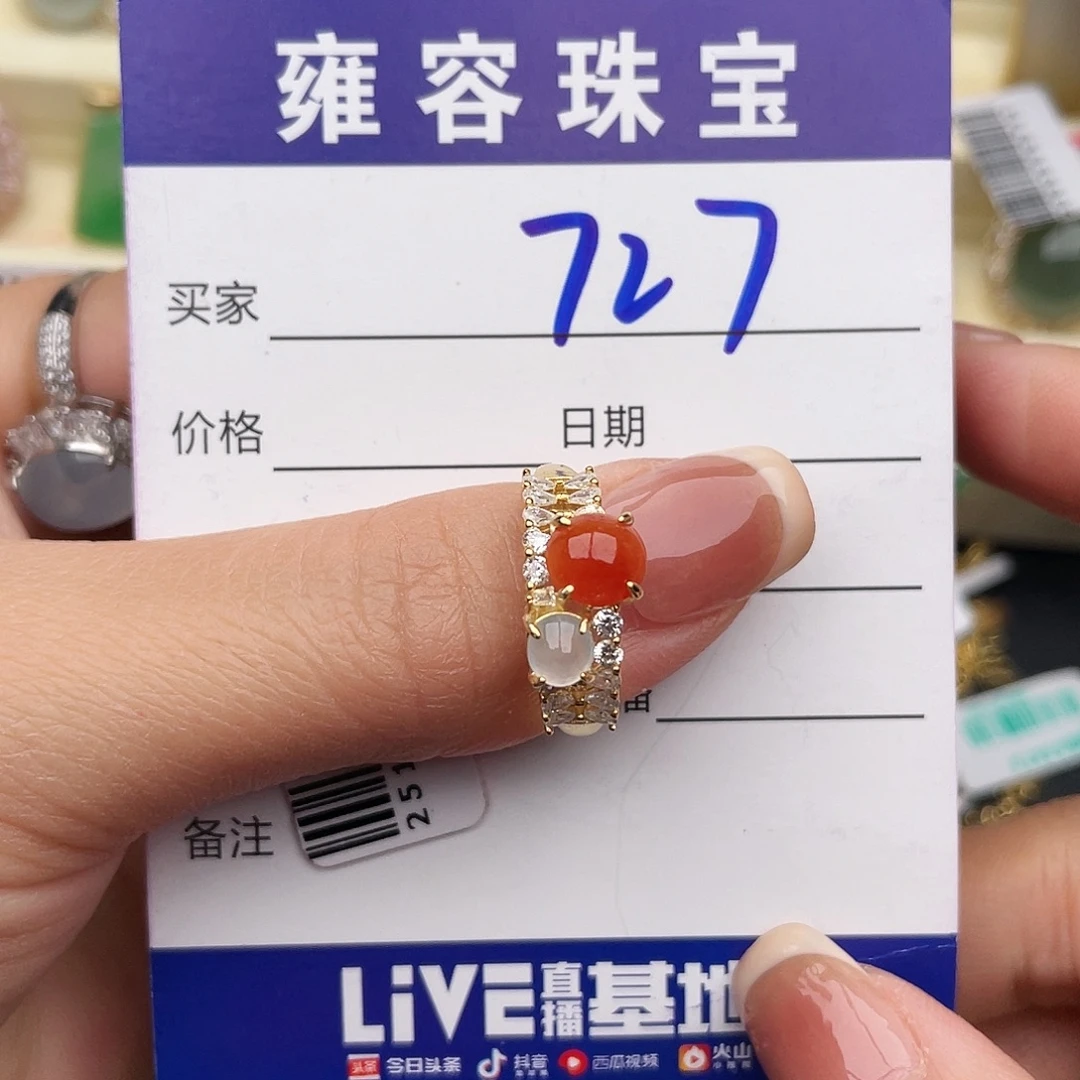 雍容珠宝
买家 727
价格 日期
备注
251
LiVE直播基地
今日头条 抖音 西瓜视频 火山